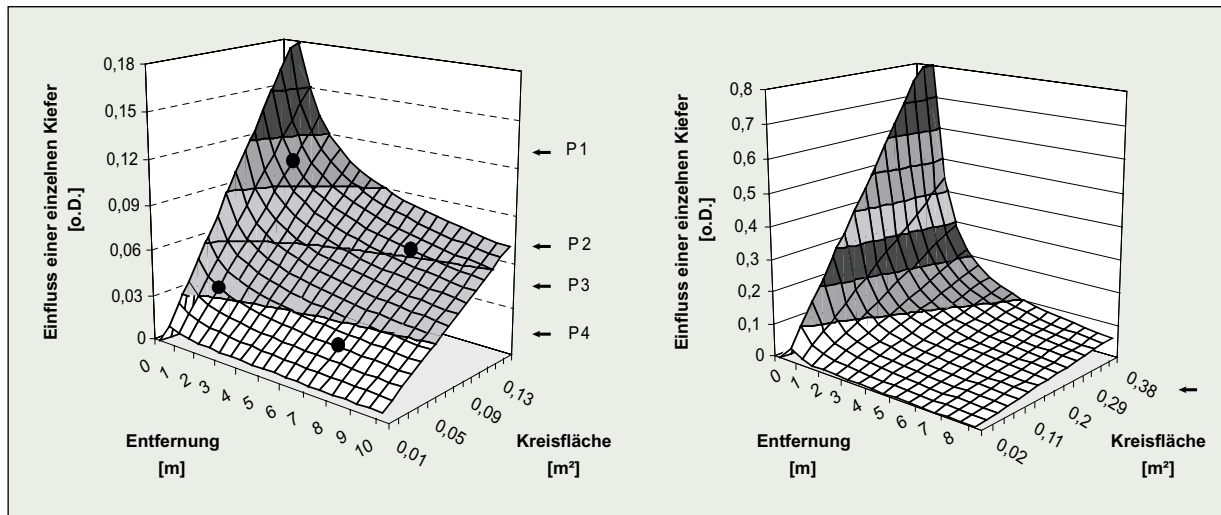 Einfluss einer einzelnen Kiefer
[o.D.]
0,18
0,15
0,12
0,09
0,06
0,03
0
0
1
2
3
4
5
6
7
8
9
10
Entfernung
[m]
0,01
0,05
0,09
0,13
Kreisfläche
[m²]
P1
P2
P3
P4
Einfluss einer einzelnen Kiefer
[o.D.]
0,8
0,7
0,6
0,5
0,4
0,3
0,2
0,1
0
0
1
2
3
4
5
6
7
8
Entfernung
[m]
0,02
0,11
0,2
0,29
0,38
Kreisfläche
[m²]